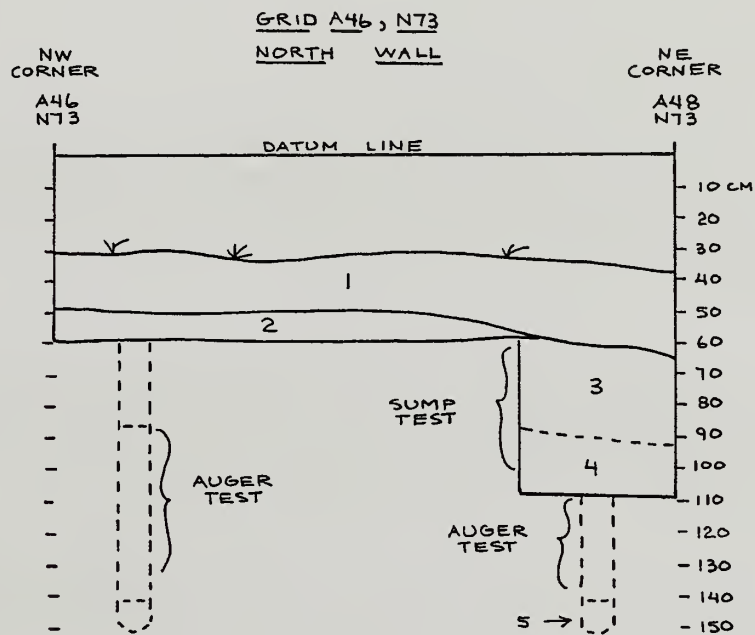 GRID A46, N73
NORTH WALL
NW
CORNER
A46
N73
NE
CORNER
A48
N73
DATUM LINE
10 CM
20
30
40
50
60
70
80
90
100
110
120
130
140
150
1
2
3
4
SUMP
TEST
AUGER
TEST
AUGER
TEST
5 →